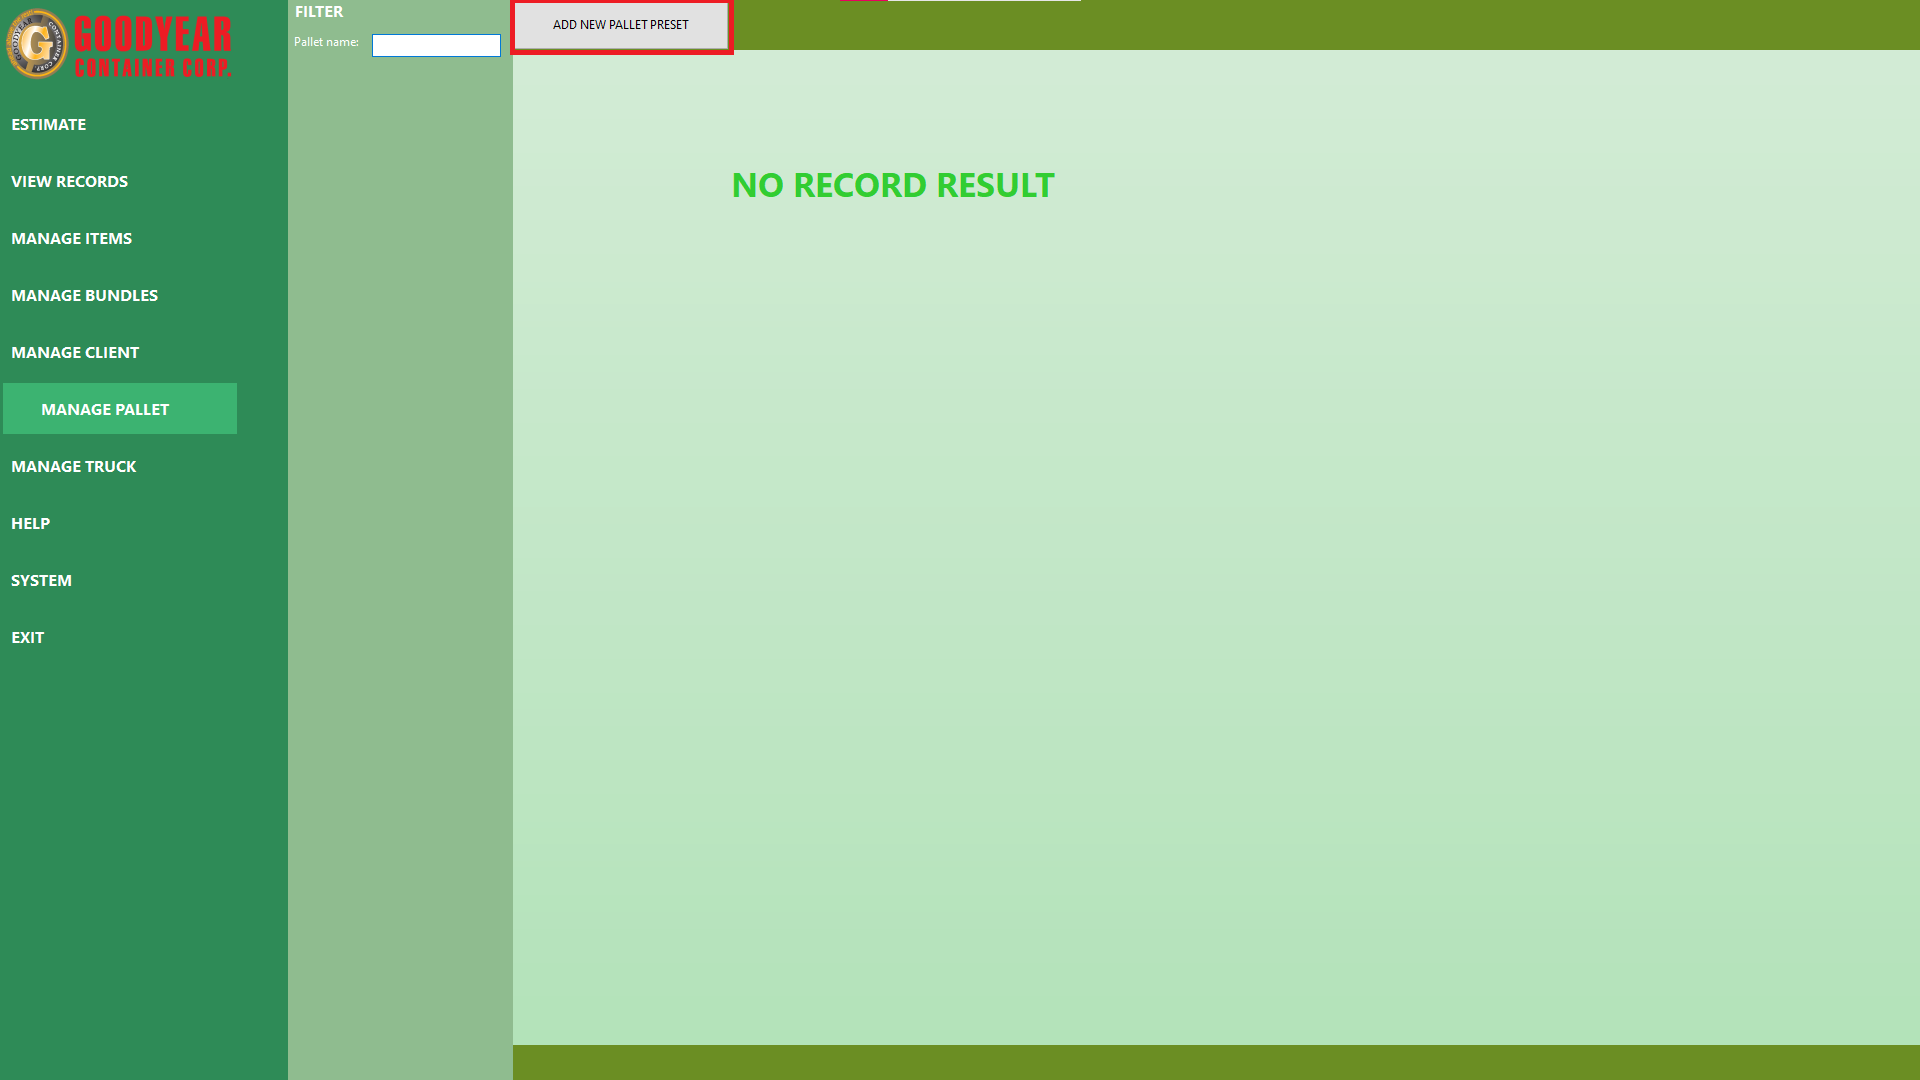 GOODYEAR
CONTAINER CORP.
ESTIMATE
VIEW RECORDS
MANAGE ITEMS
MANAGE BUNDLES
MANAGE CLIENT
MANAGE PALLET
MANAGE TRUCK
HELP
SYSTEM
EXIT
FILTER
Pallet name:
ADD NEW PALLET PRESET
NO RECORD RESULT